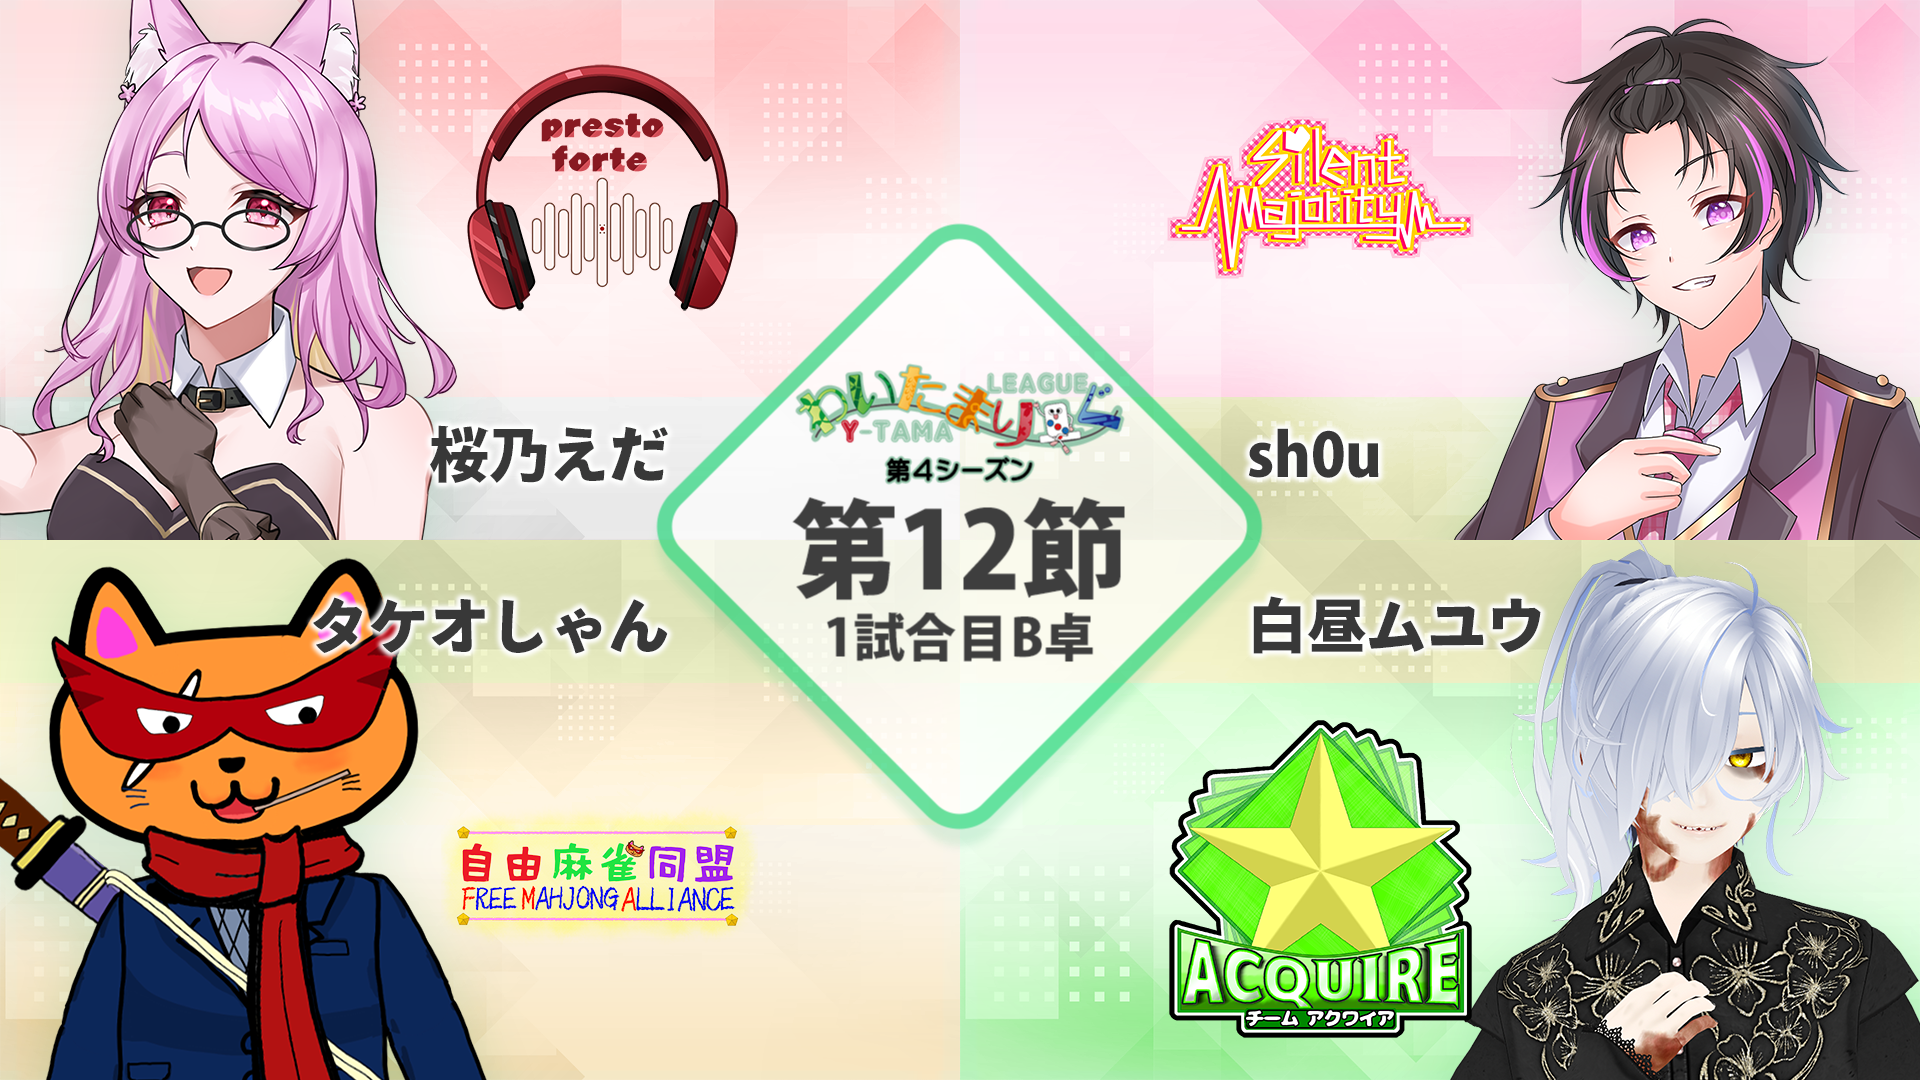 presto
forte
Silent
Majority
桜乃えだ
sh0u
わいたまりーぐ
LEAGUE
Y-TAMA
第4シーズン
第12節
1試合目B卓
タケオしゃん
白昼ムユウ
自由麻雀同盟
FREE MAHJONG ALLIANCE
ACQUIRE
チーム アクワイア